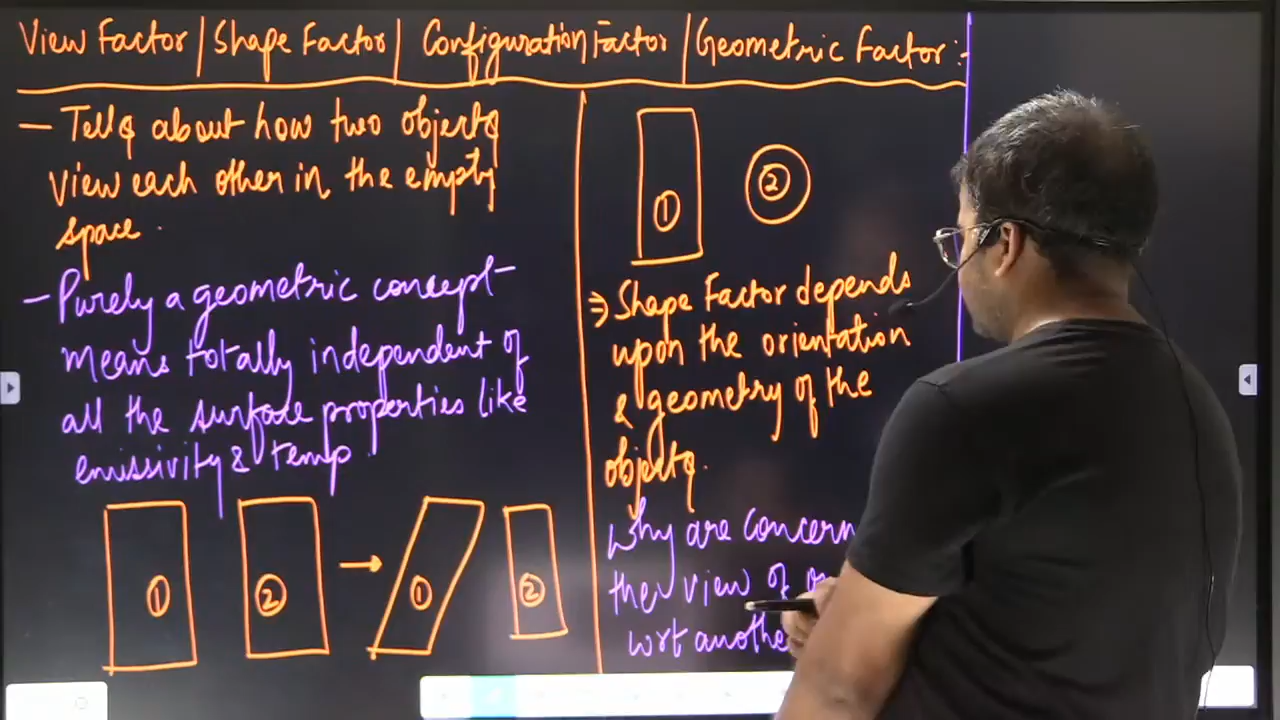 View Factor / Shape Factor / Configuration Factor / Geometric Factor :-
- Tells about how two objects
view each other in the empty
space.
- Purely a geometric concept -
means totally independent of
all the surface properties like
emissivity & temp.
1 2 → 1 2
1 2
⇒ Shape Factor depends
upon the orientation
& geometry of the
objects.
Why are concern
the view of
wrt another